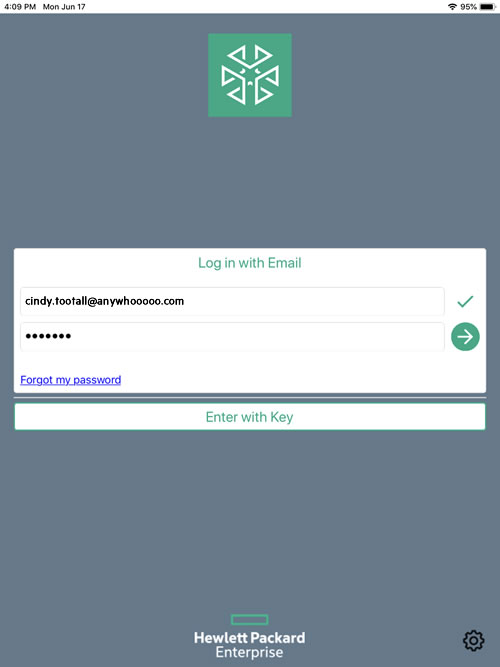 4:09 PM Mon Jun 17 95%
Log in with Email
cindy.tootall@anywhooooo.com
•••••••
Forgot my password
Enter with Key
Hewlett Packard
Enterprise